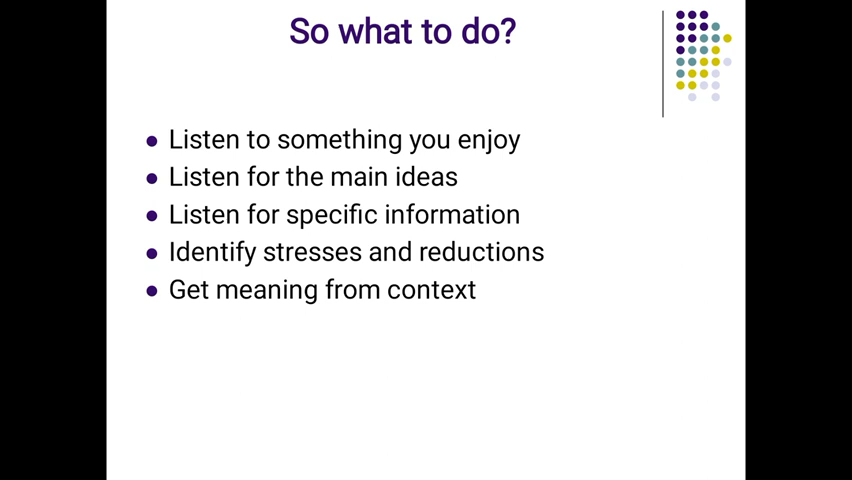 So what to do?
● Listen to something you enjoy
● Listen for the main ideas
● Listen for specific information
● Identify stresses and reductions
● Get meaning from context